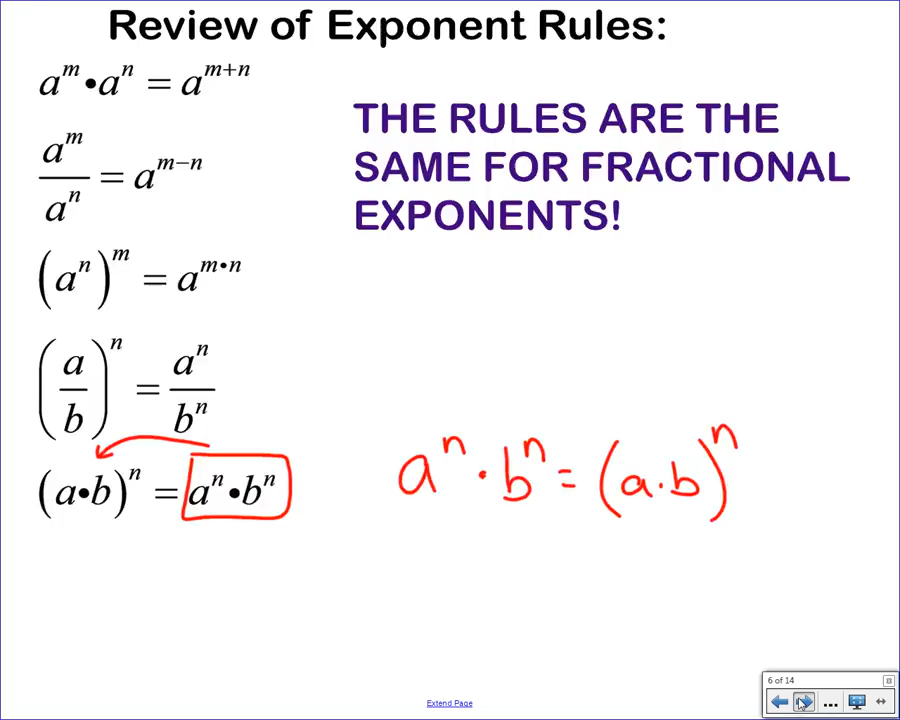 Review of Exponent Rules:
a^m • a^n = a^(m+n)
THE RULES ARE THE
SAME FOR FRACTIONAL
EXPONENTS!
a^m / a^n = a^(m−n)
(a^n)^m = a^(m•n)
(a/b)^n = a^n / b^n
(a•b)^n = a^n • b^n
a^n · b^n = (a·b)^n
6 of 14
...
Extend Page